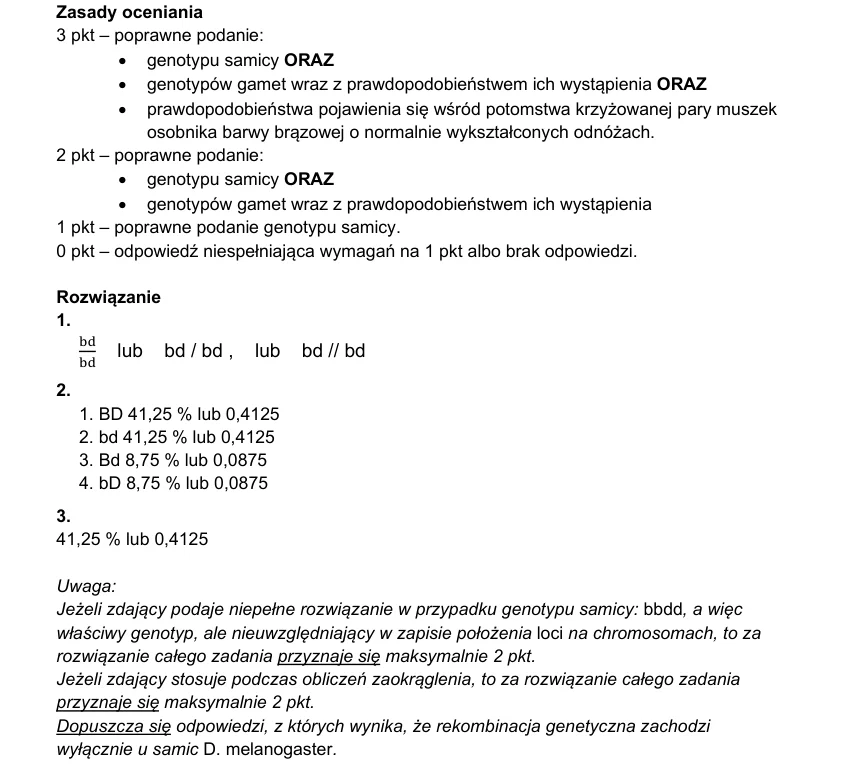 Zasady oceniania
3 pkt – poprawne podanie:
• genotypu samicy ORAZ
• genotypów gamet wraz z prawdopodobieństwem ich wystąpienia ORAZ
• prawdopodobieństwa pojawienia się wśród potomstwa krzyżowanej pary muszek
osobnika barwy brązowej o normalnie wykształconych odnóżach.
2 pkt – poprawne podanie:
• genotypu samicy ORAZ
• genotypów gamet wraz z prawdopodobieństwem ich wystąpienia
1 pkt – poprawne podanie genotypu samicy.
0 pkt – odpowiedź niespełniająca wymagań na 1 pkt albo brak odpowiedzi.
Rozwiązanie
1.
bd
bd
lub bd / bd , lub bd // bd
2.
1. BD 41,25 % lub 0,4125
2. bd 41,25 % lub 0,4125
3. Bd 8,75 % lub 0,0875
4. bD 8,75 % lub 0,0875
3.
41,25 % lub 0,4125
Uwaga:
Jeżeli zdający podaje niepełne rozwiązanie w przypadku genotypu samicy: bbdd, a więc
właściwy genotyp, ale nieuwzględniający w zapisie położenia loci na chromosomach, to za
rozwiązanie całego zadania przyznaje się maksymalnie 2 pkt.
Jeżeli zdający stosuje podczas obliczeń zaokrąglenia, to za rozwiązanie całego zadania
przyznaje się maksymalnie 2 pkt.
Dopuszcza się odpowiedzi, z których wynika, że rekombinacja genetyczna zachodzi
wyłącznie u samic D. melanogaster.